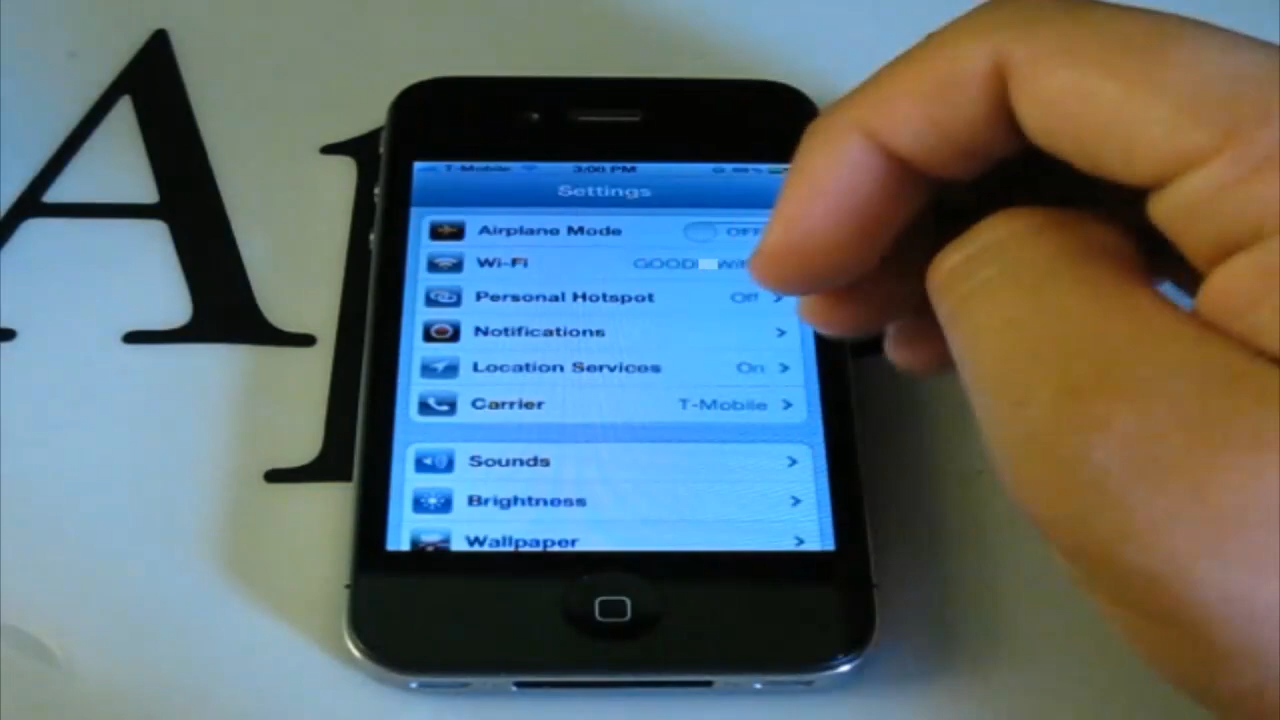 Ap
T-Mobile 3:00 PM
Settings
Airplane Mode OFF
Wi-Fi
Personal Hotspot Off
Notifications
Location Services On
Carrier T-Mobile
Sounds
Brightness
Wallpaper